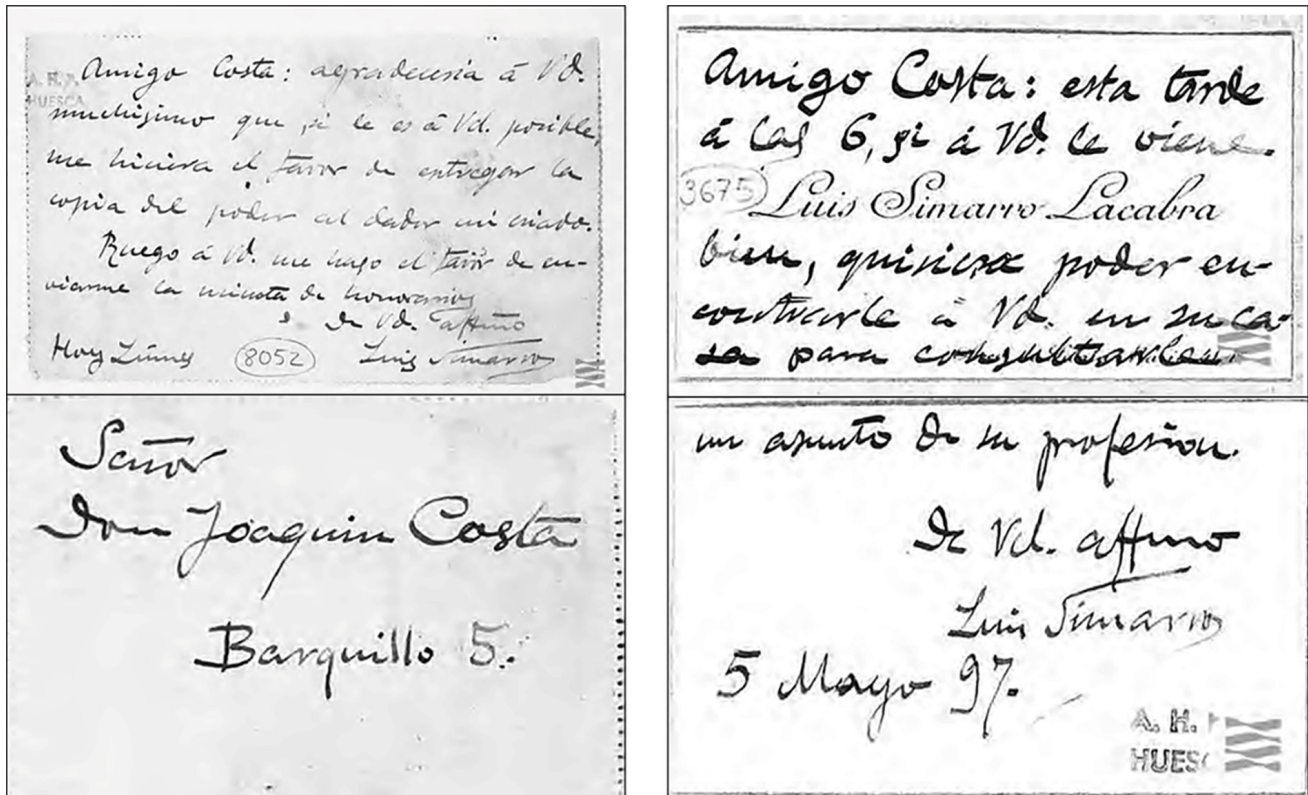 Amigo Costa: agradeceria á Vd.
A. H. P.
HUESCA
muchisimo que, si le es á Vd. posible,
me hiciera el favor de entregar la
copia del poder al dador mi criado.
Ruego á Vd. me haga el favor de en-
viarme la minuta de honorarios
de Vd. affmo
Hoy Lúnes
8052
Luis Simarro
Señor
Don Joaquin Costa
Barquillo 5.
Amigo Costa: esta tarde
á las 6, si á Vd. le viene
3675
Luis Simarro Lacabra
bien, quisiera poder en-
contrarle á Vd. en su ca-
sa para consultarle
un asunto de su profesion.
De Vd. affmo
Luis Simarro
5 Mayo 97.
A. H.
HUESC